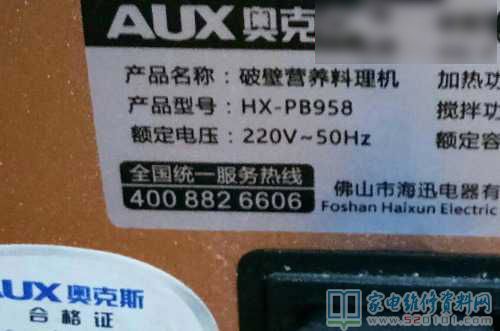 AUX 奥克
产品名称：破壁营养料理机 加热功
产品型号：HX-PB958 搅拌功
额定电压：220V~50Hz 额定容
全国统一服务热线
400 882 6606
佛山市海迅电器有
Foshan Haixun Electric
AUX 奥克斯
合格证
家电维修资料网
www.520101.com